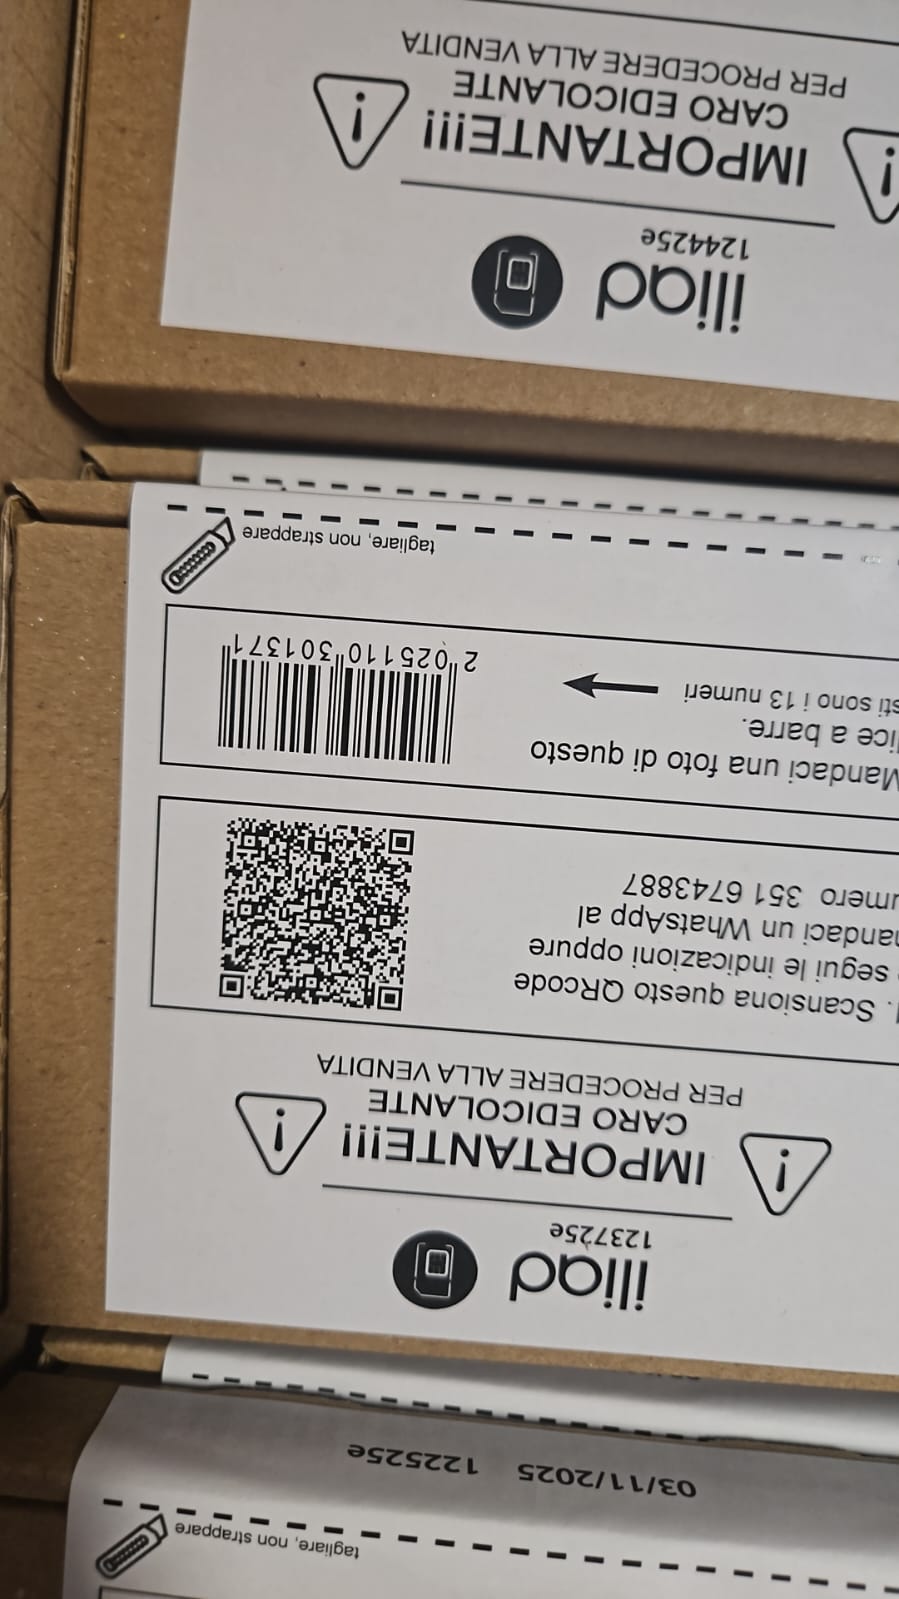 iliad
124425e
IMPORTANTE!!!
CARO EDICOLANTE
PER PROCEDERE ALLA VENDITA
iliad
123725e
IMPORTANTE!!!
CARO EDICOLANTE
PER PROCEDERE ALLA VENDITA
. Scansiona questo QRcode
segui le indicazioni oppure
mandaci un WhatsApp al
umero 351 6743887
Mandaci una foto di questo
dice a barre.
sti sono i 13 numeri
2 025110 301371
tagliare, non strappare
tagliare, non strappare
03/11/2025 122525e